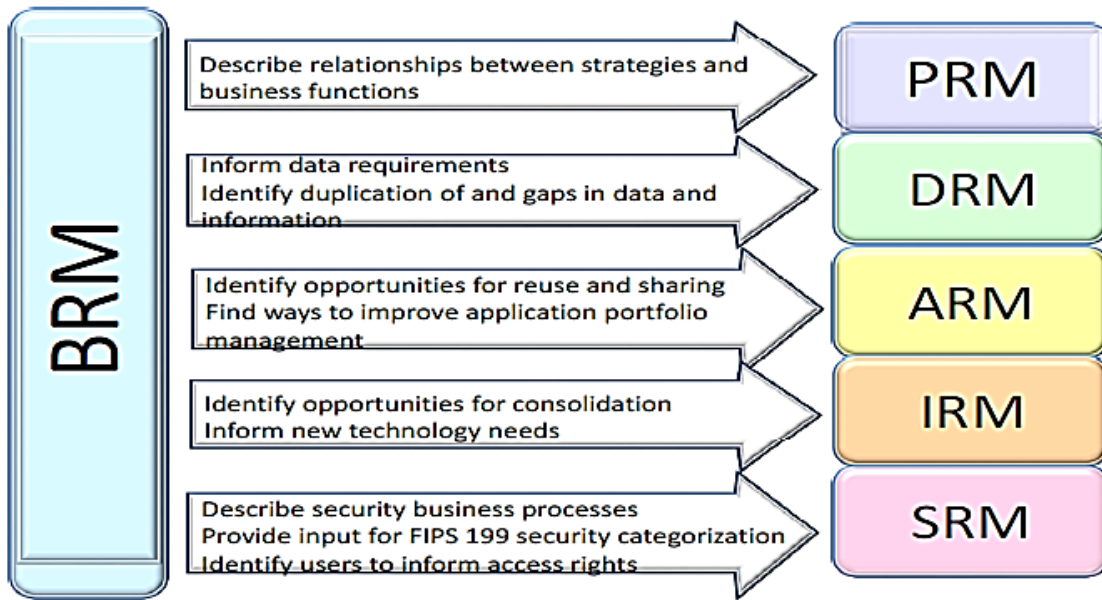 BRM
Describe relationships between strategies and
business functions
PRM
Inform data requirements
Identify duplication of and gaps in data and
information
DRM
Identify opportunities for reuse and sharing
Find ways to improve application portfolio
management
ARM
Identify opportunities for consolidation
Inform new technology needs
IRM
Describe security business processes
Provide input for FIPS 199 security categorization
Identify users to inform access rights
SRM